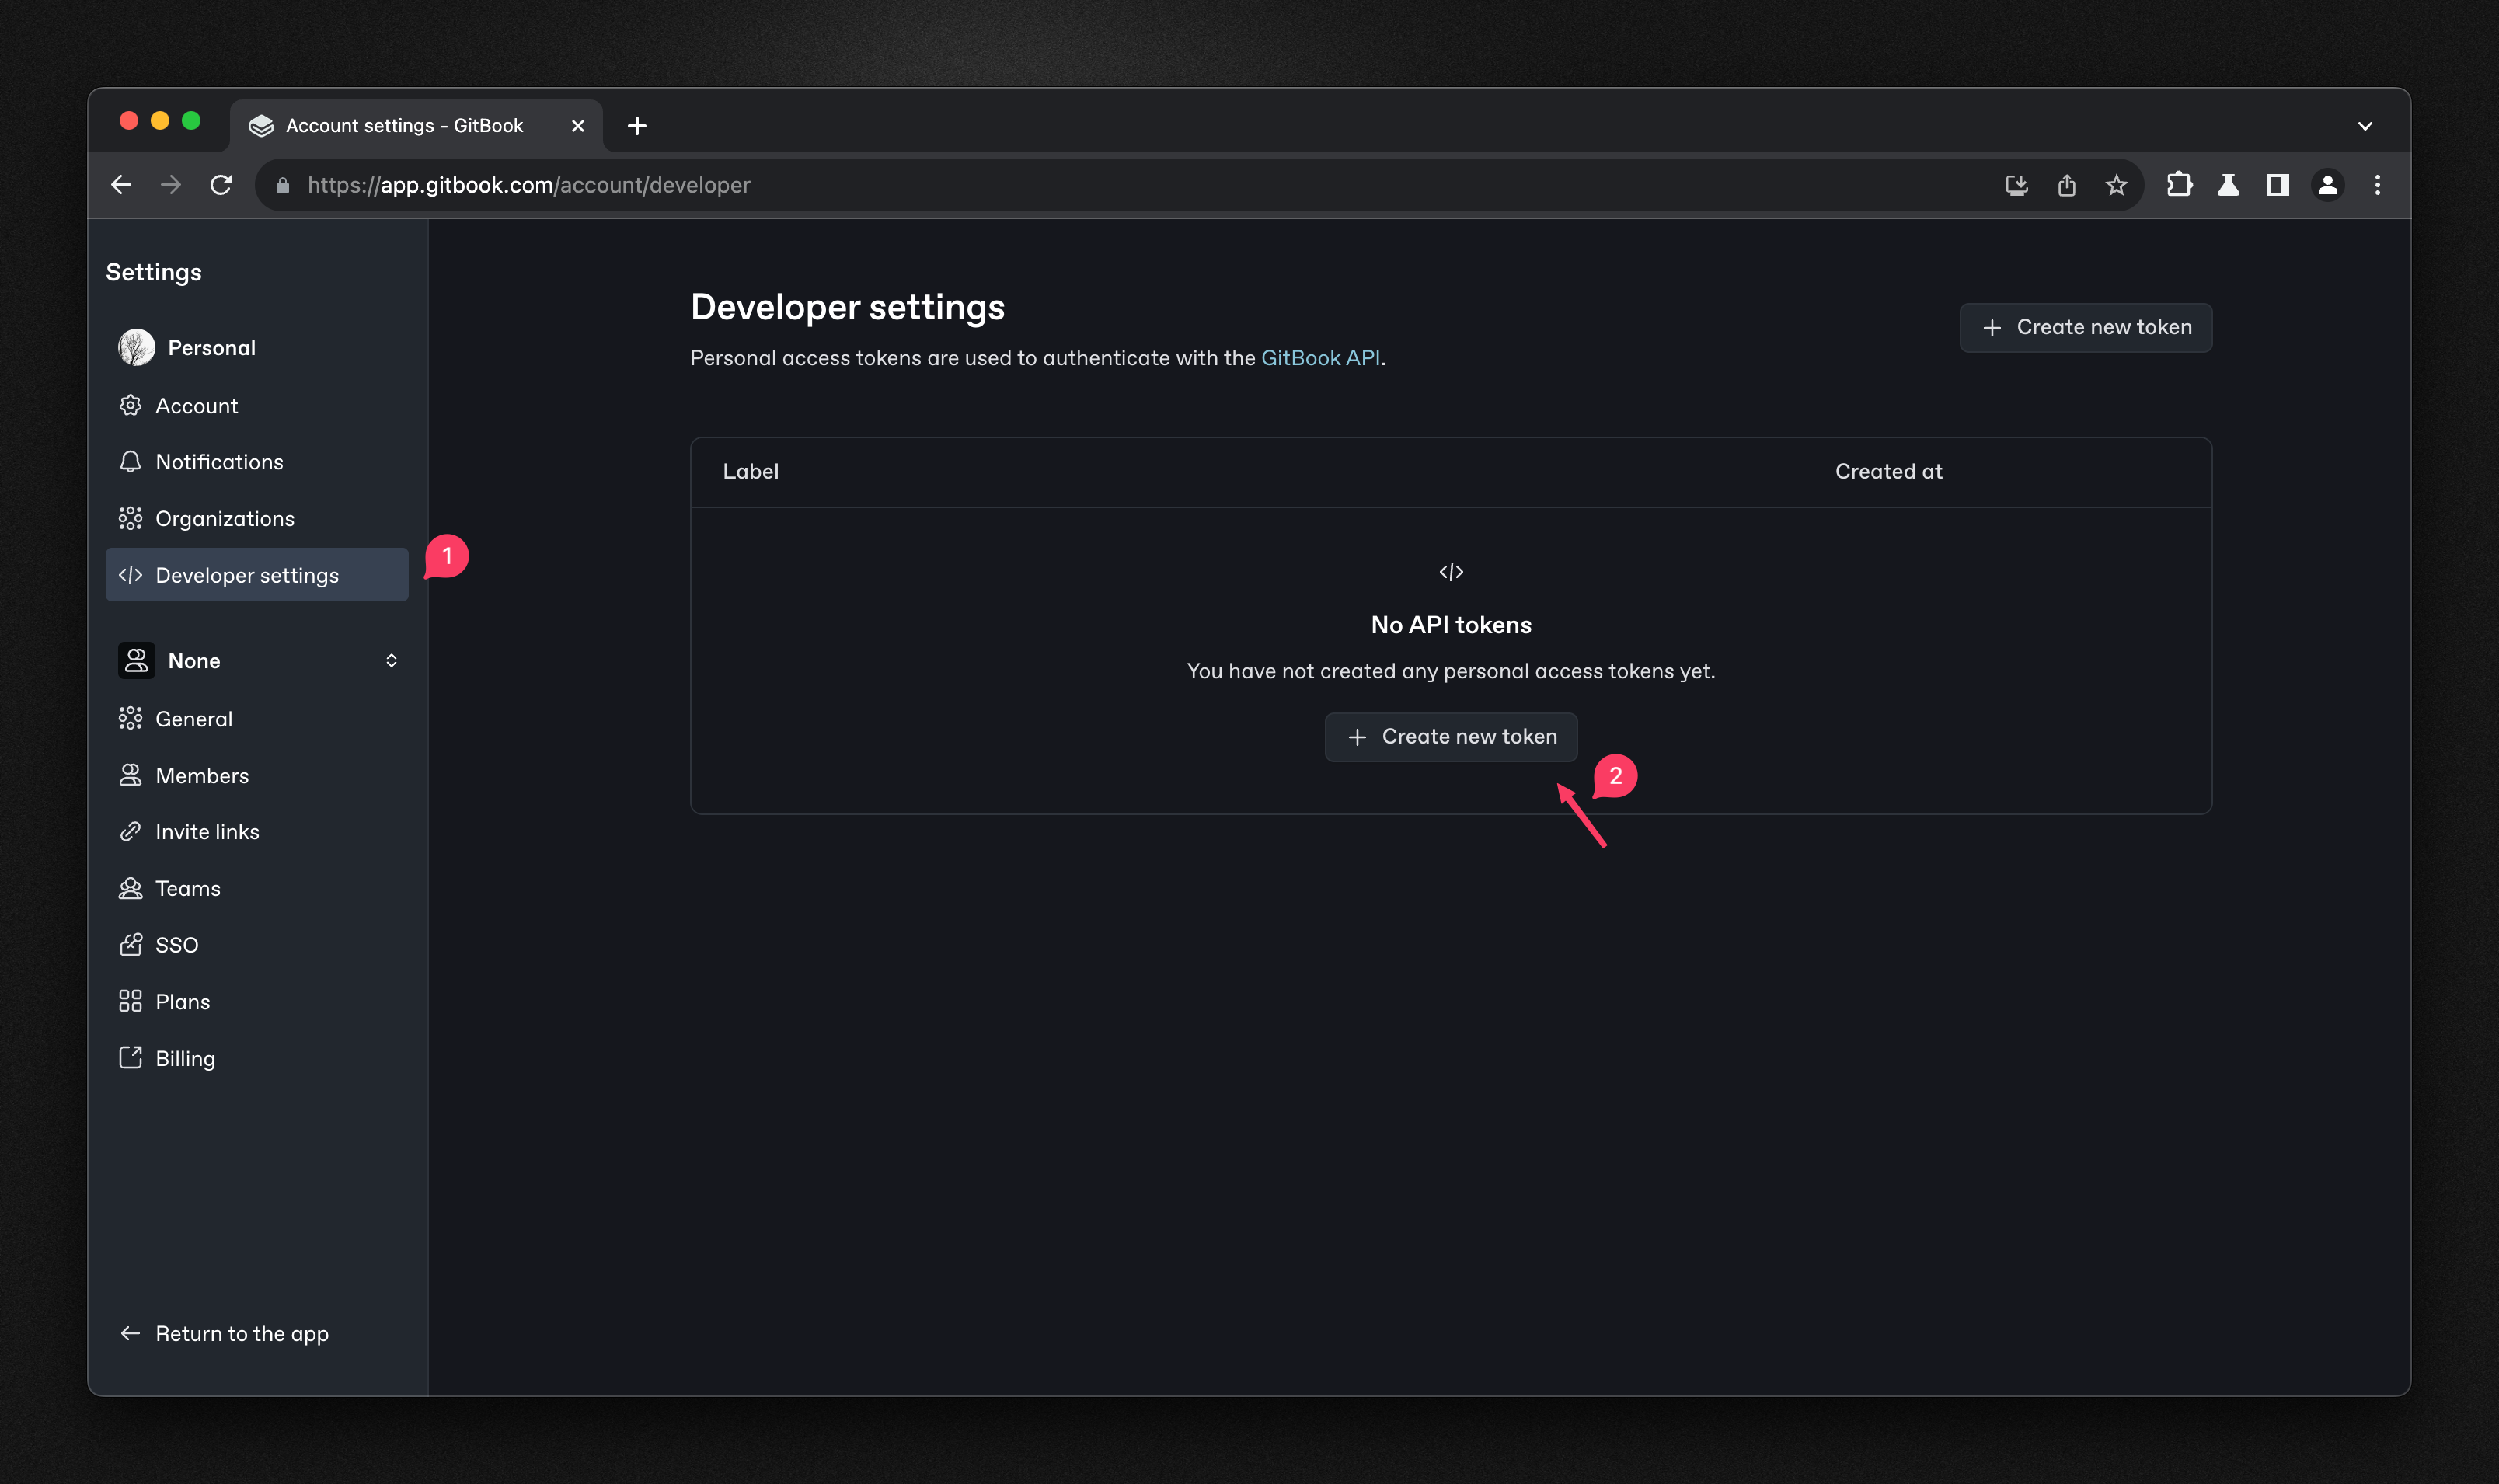 Account settings - GitBook
https://app.gitbook.com/account/developer
Settings
Personal
Account
Notifications
Organizations
Developer settings
1
None
General
Members
Invite links
Teams
SSO
Plans
Billing
Return to the app
Developer settings
Create new token
Personal access tokens are used to authenticate with the GitBook API.
Label Created at
No API tokens
You have not created any personal access tokens yet.
Create new token
2